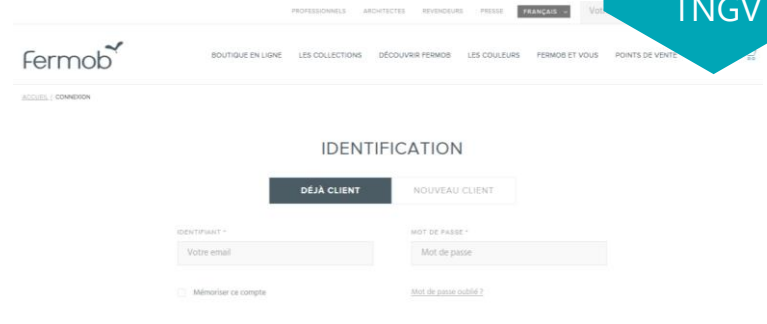 PROFESSIONNELS ARCHITECTES REVENDEURS PRESSE FRANÇAIS Vot
INGV
Fermob
BOUTIQUE EN LIGNE LES COLLECTIONS DÉCOUVRIR FERMOB LES COULEURS FERMOB ET VOUS POINTS DE VENTE
ACCUEIL / CONNEXION
IDENTIFICATION
DÉJÀ CLIENT NOUVEAU CLIENT
IDENTIFIANT * MOT DE PASSE *
Votre email Mot de passe
Mémoriser ce compte Mot de passe oublié ?